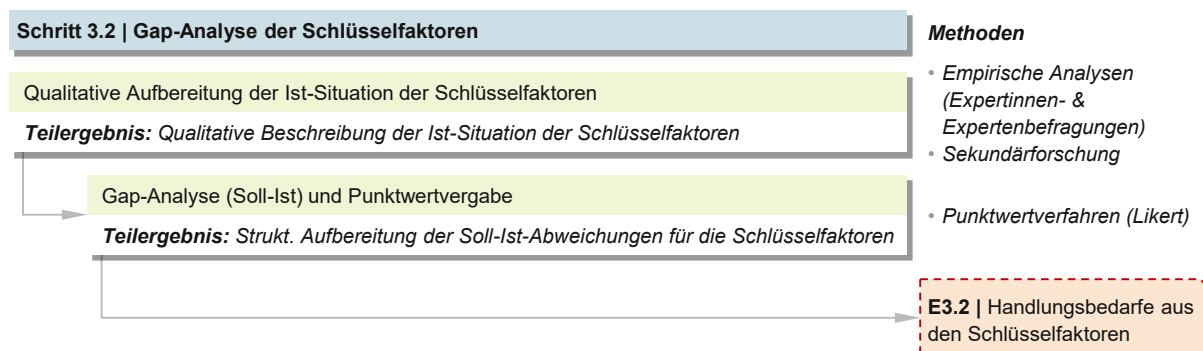 Schritt 3.2 | Gap-Analyse der Schlüsselfaktoren
Qualitative Aufbereitung der Ist-Situation der Schlüsselfaktoren
Teilergebnis: Qualitative Beschreibung der Ist-Situation der Schlüsselfaktoren
Gap-Analyse (Soll-Ist) und Punktwertvergabe
Teilergebnis: Strukt. Aufbereitung der Soll-Ist-Abweichungen für die Schlüsselfaktoren
Methoden
• Empirische Analysen
(Expertinnen- &
Expertenbefragungen)
• Sekundärforschung
• Punktwertverfahren (Likert)
E3.2 | Handlungsbedarfe aus
den Schlüsselfaktoren